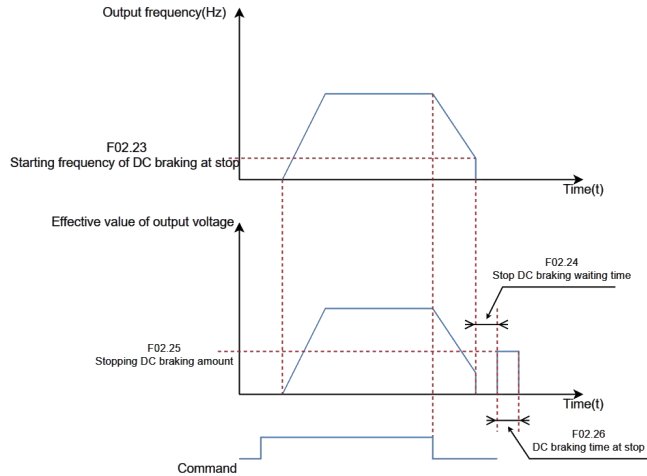 Output frequency(Hz)
F02.23
Starting frequency of DC braking at stop
Time(t)
Effective value of output voltage
F02.24
Stop DC braking waiting time
F02.25
Stopping DC braking amount
Time(t)
F02.26
DC braking time at stop
Command